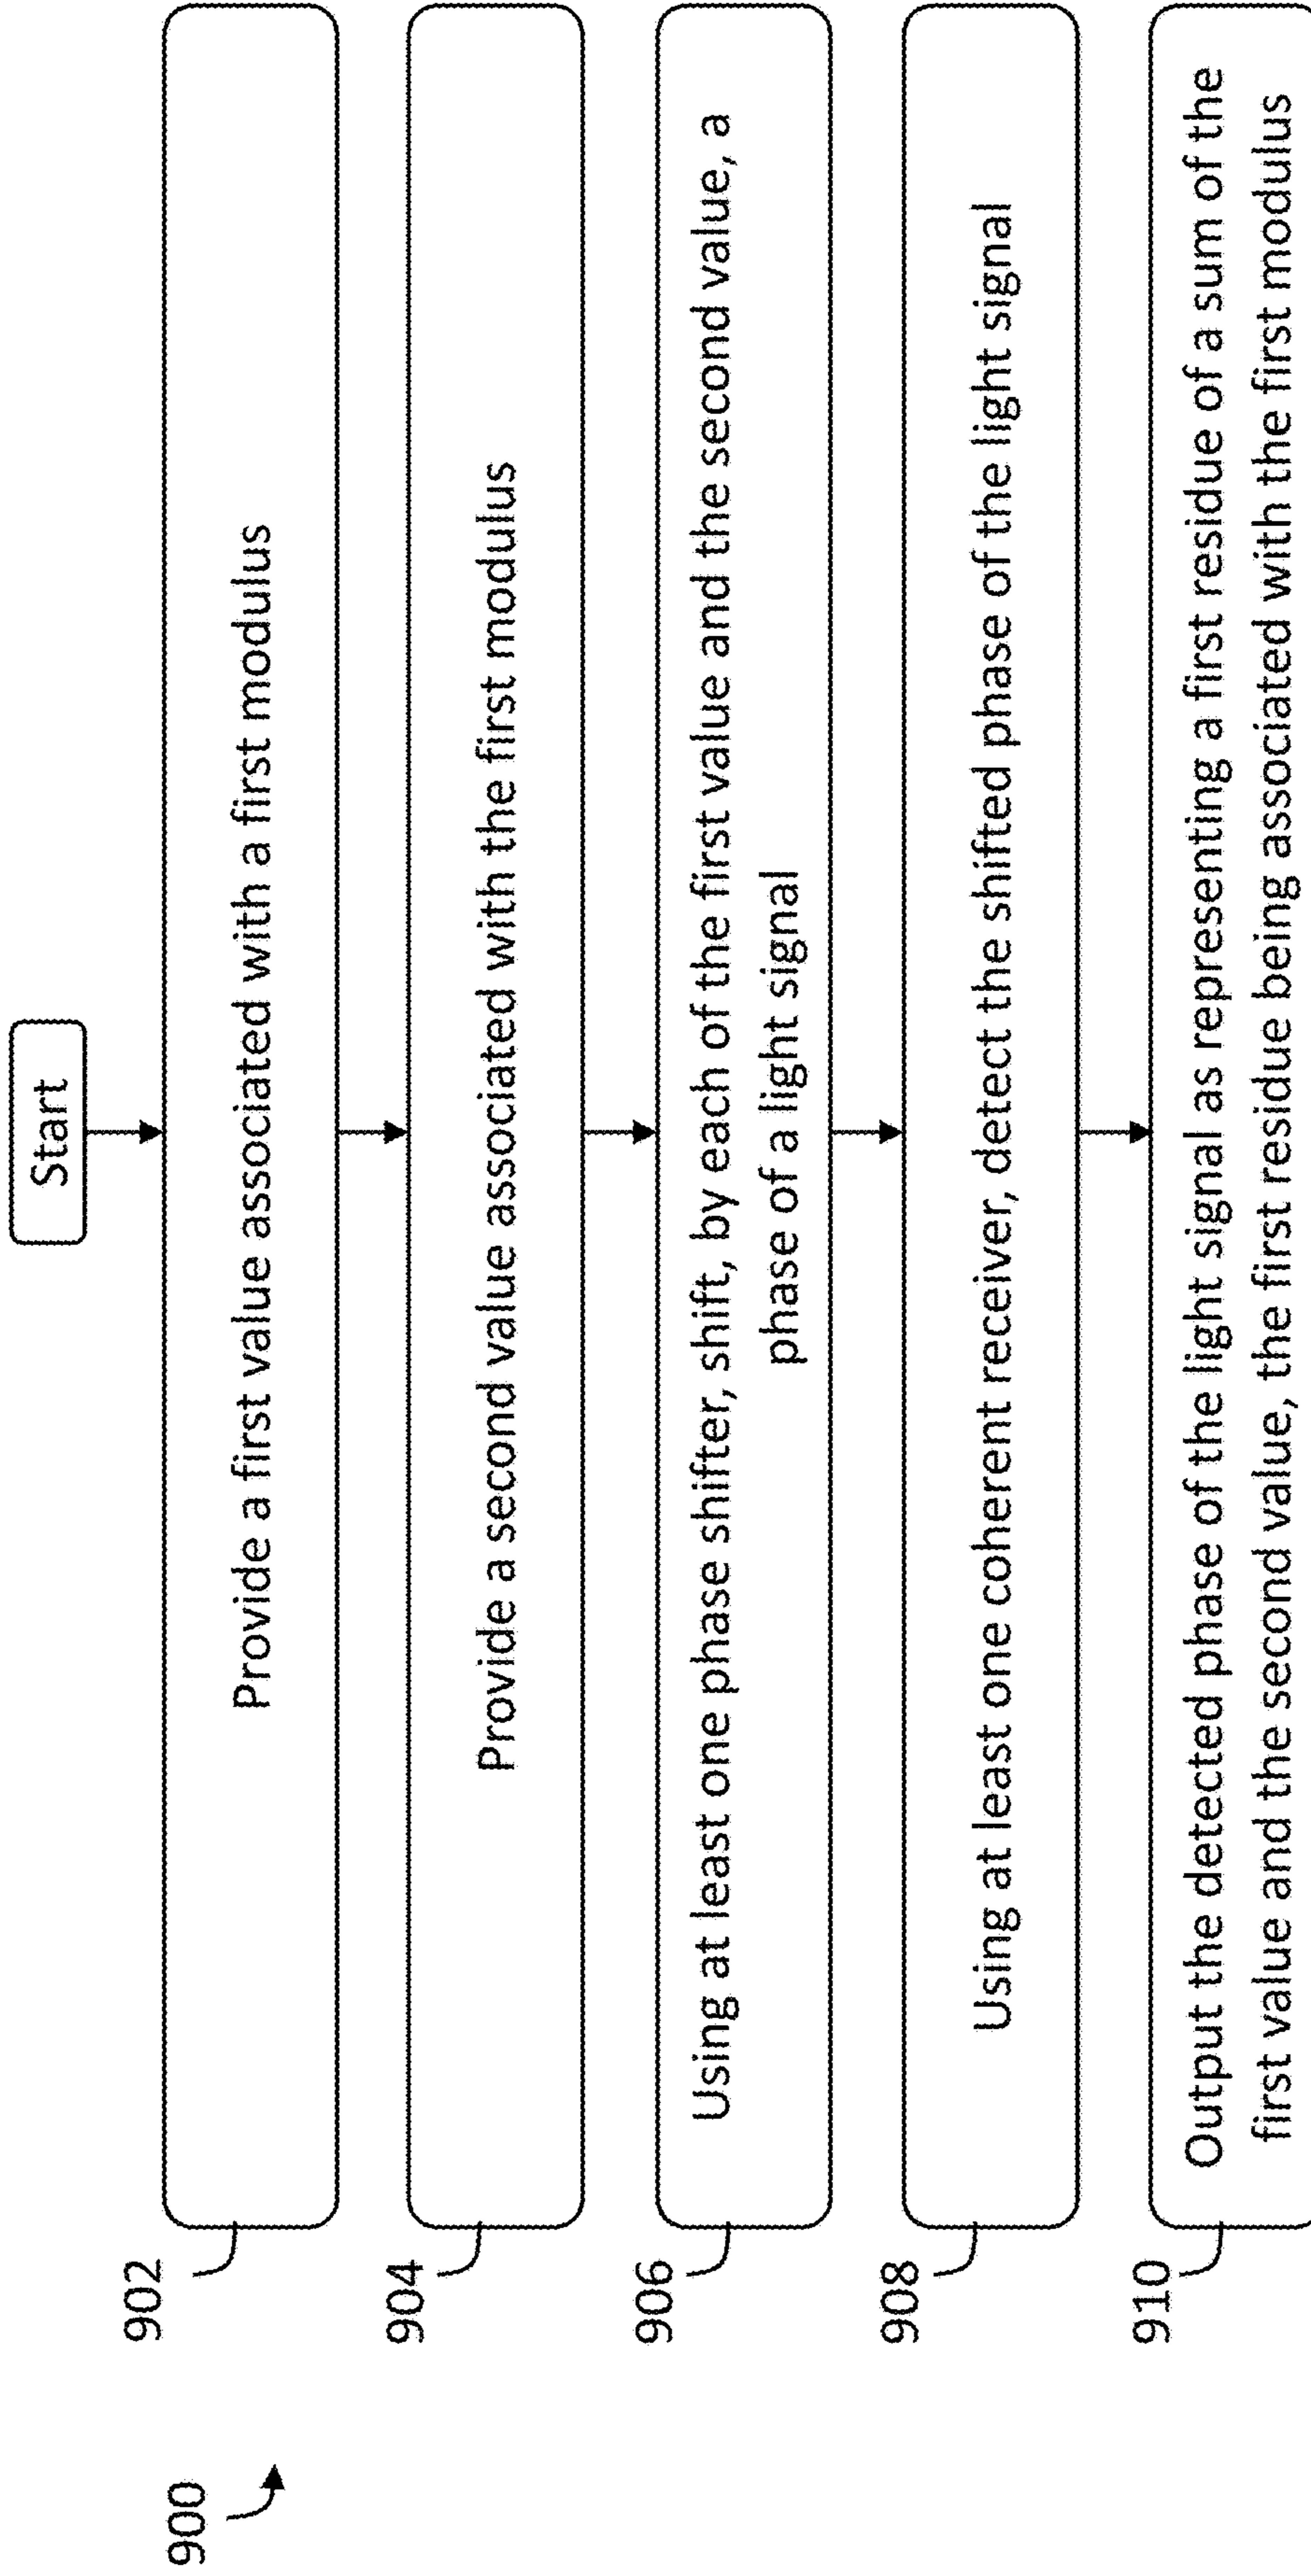 900
Start
902
Provide a first value associated with a first modulus
904
Provide a second value associated with the first modulus
906
Using at least one phase shifter, shift, by each of the first value and the second value, a
phase of a light signal
908
Using at least one coherent receiver, detect the shifted phase of the light signal
910
Output the detected phase of the light signal as representing a first residue of a sum of the
first value and the second value, the first residue being associated with the first modulus